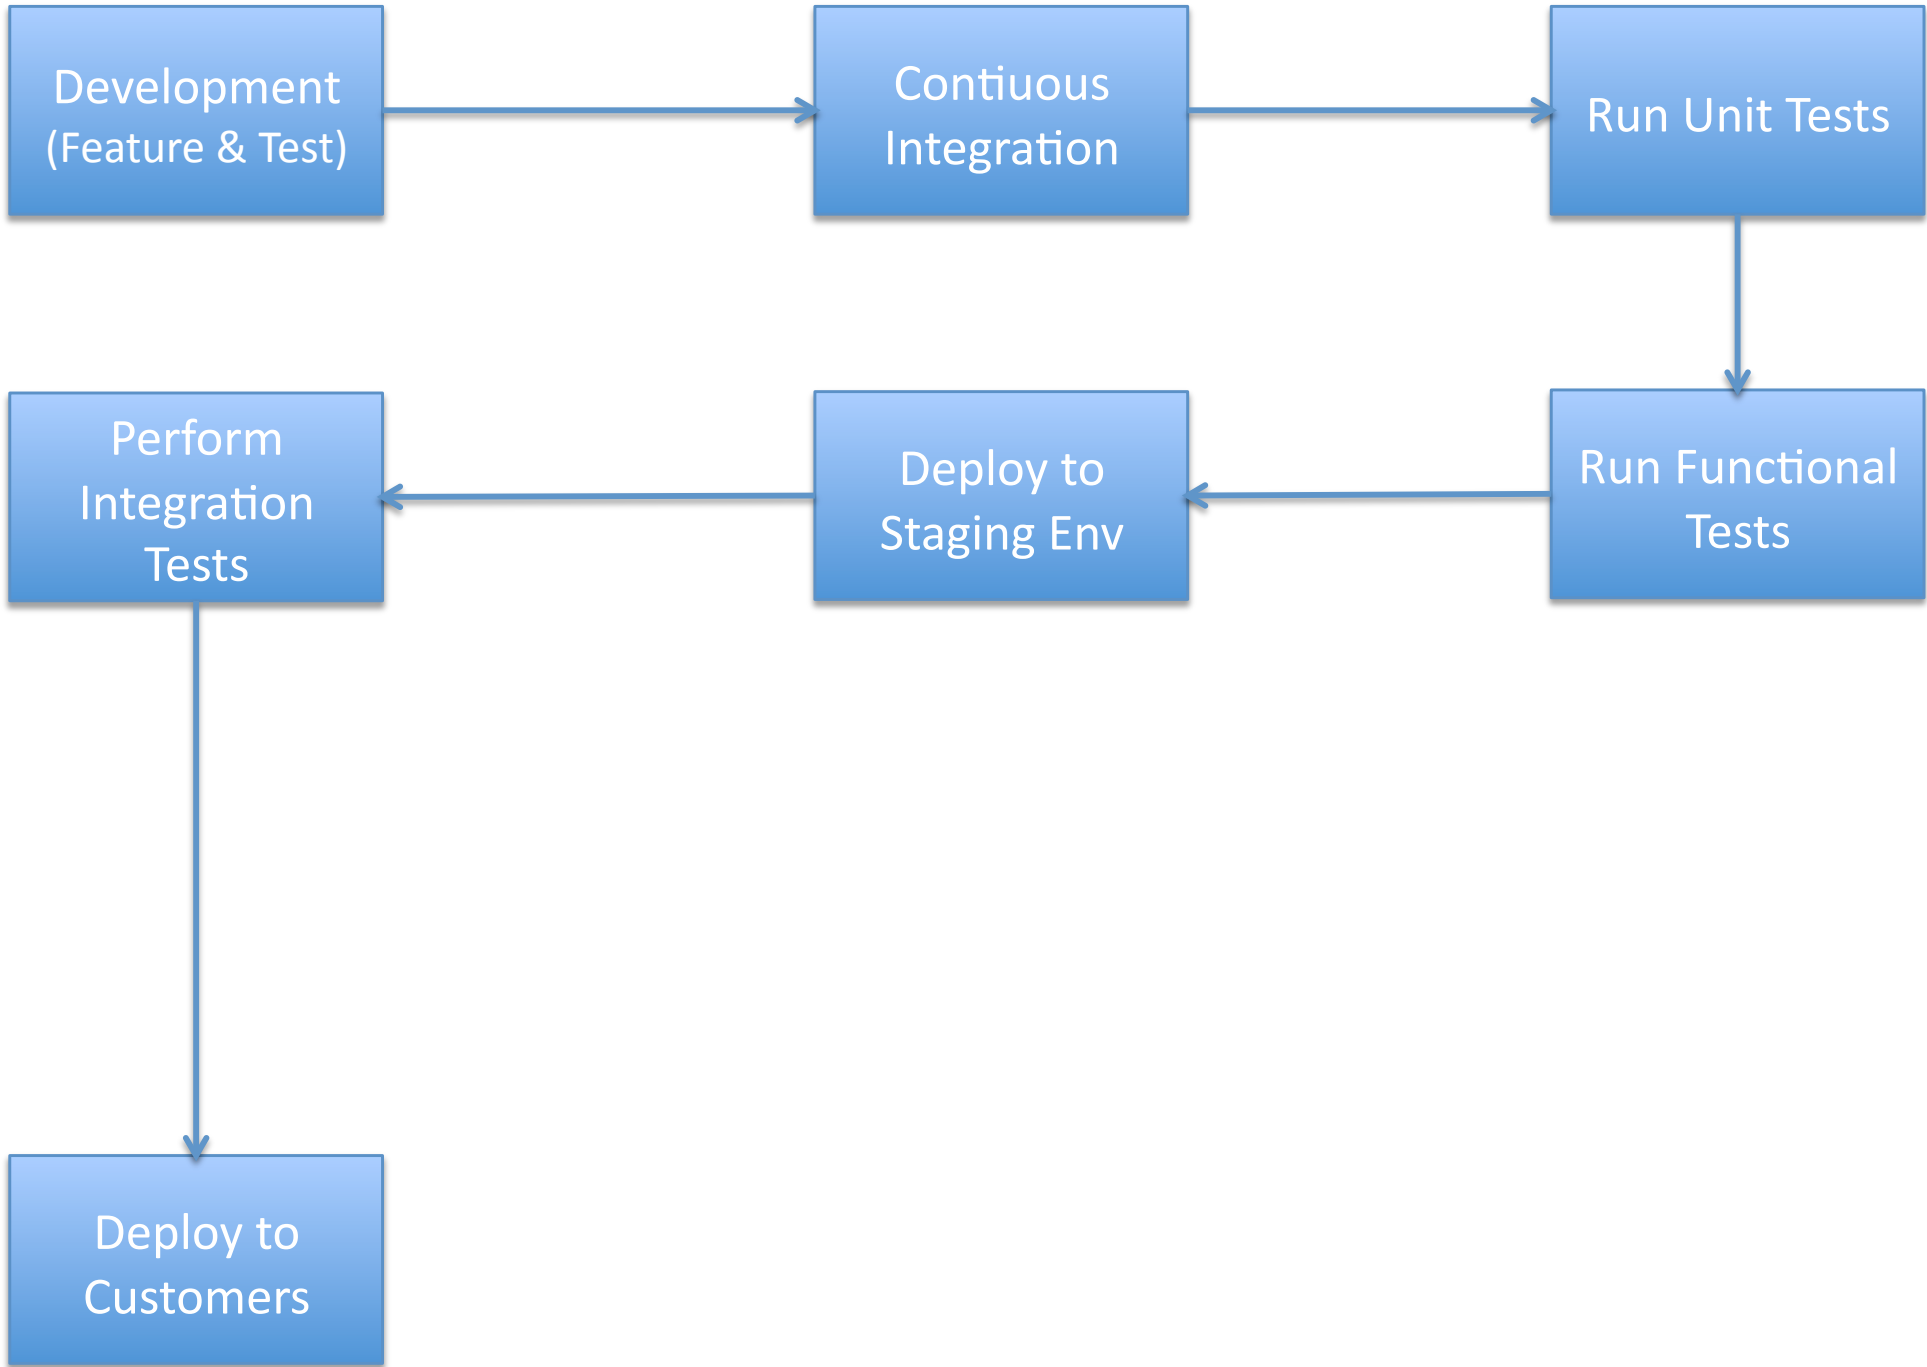 Development
(Feature & Test)
Contiuous
Integration
Run Unit Tests
Perform
Integration
Tests
Deploy to
Staging Env
Run Functional
Tests
Deploy to
Customers